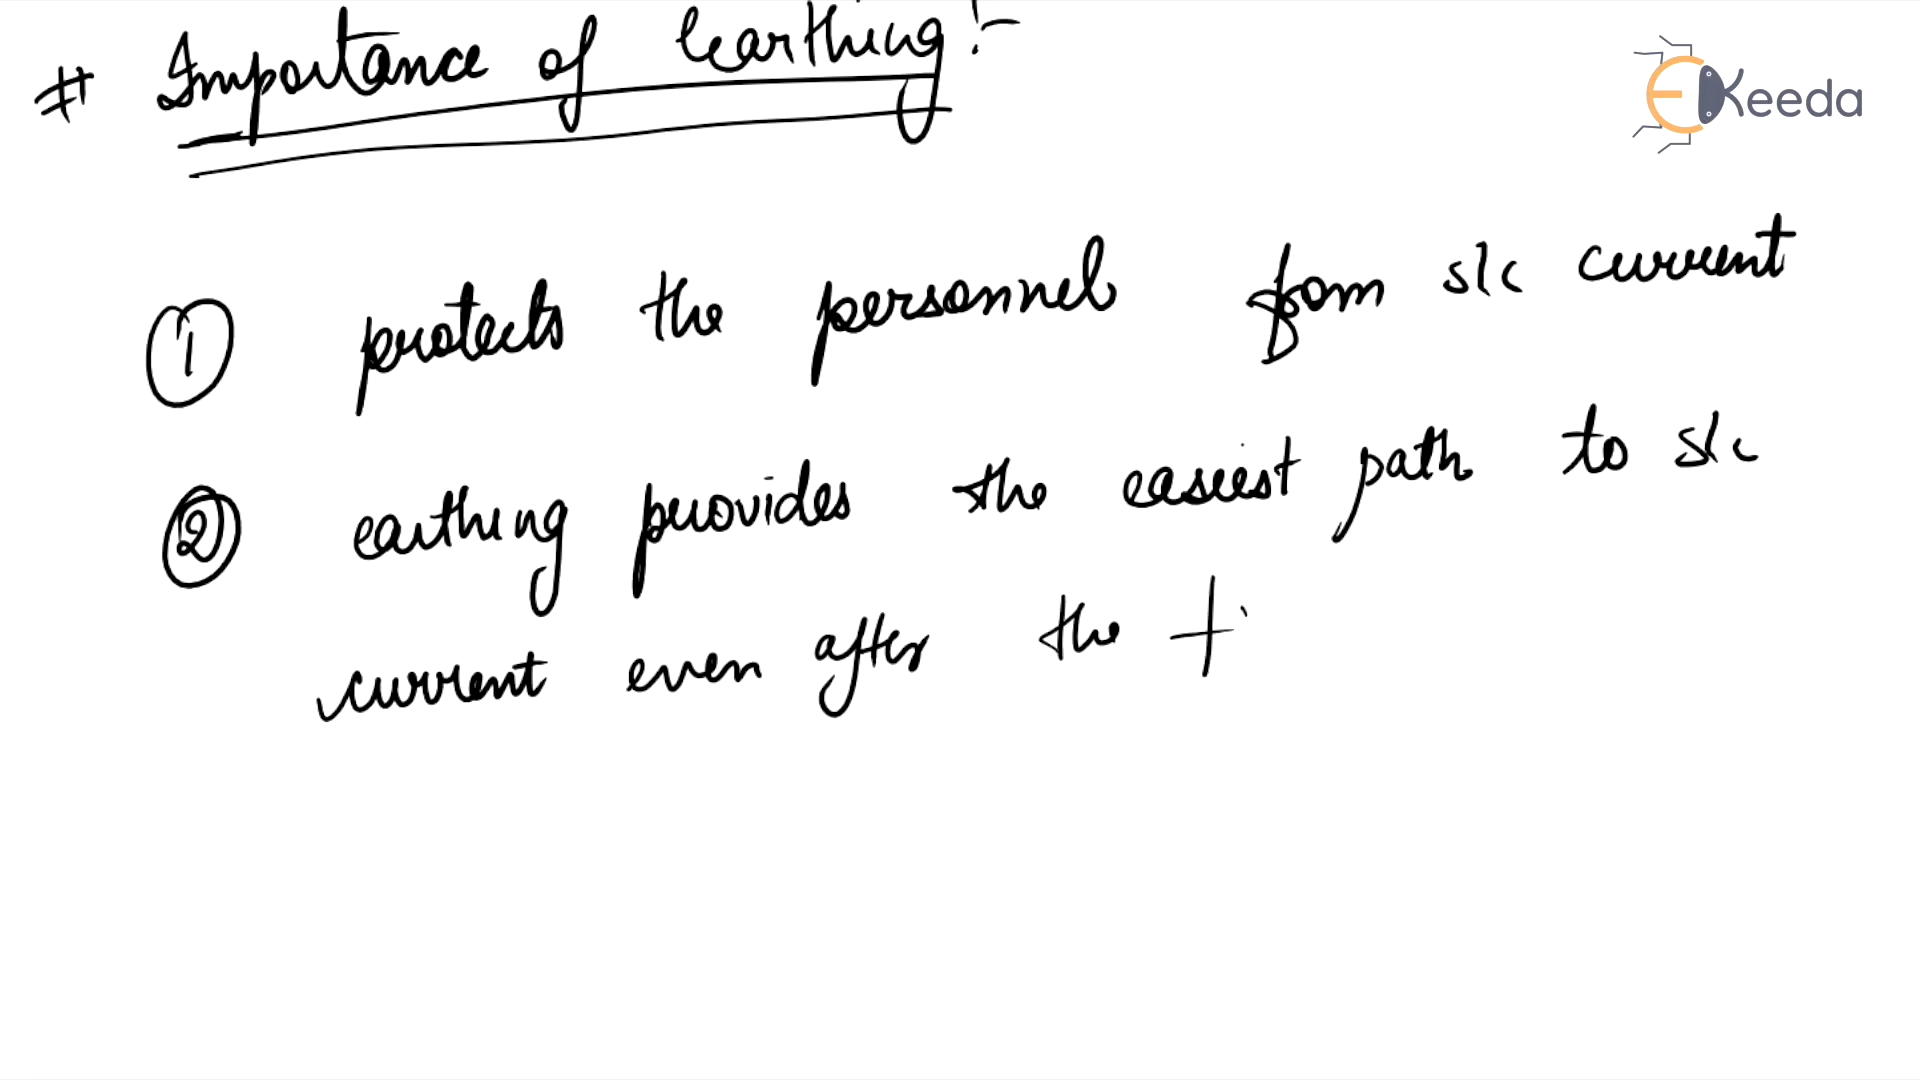 # Importance of Earthing :-
EKeeda
① protects the personnel from s/c current
② earthing provides the easiest path to s/c
current even after the